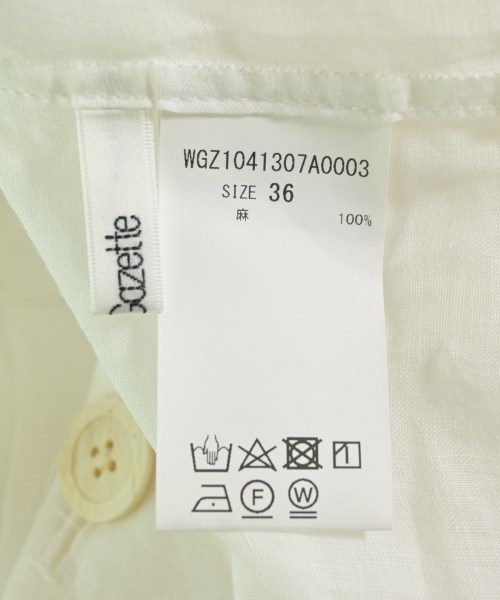 WGZ1041307A0003
SIZE 36
麻 100%
Gazette
F
W